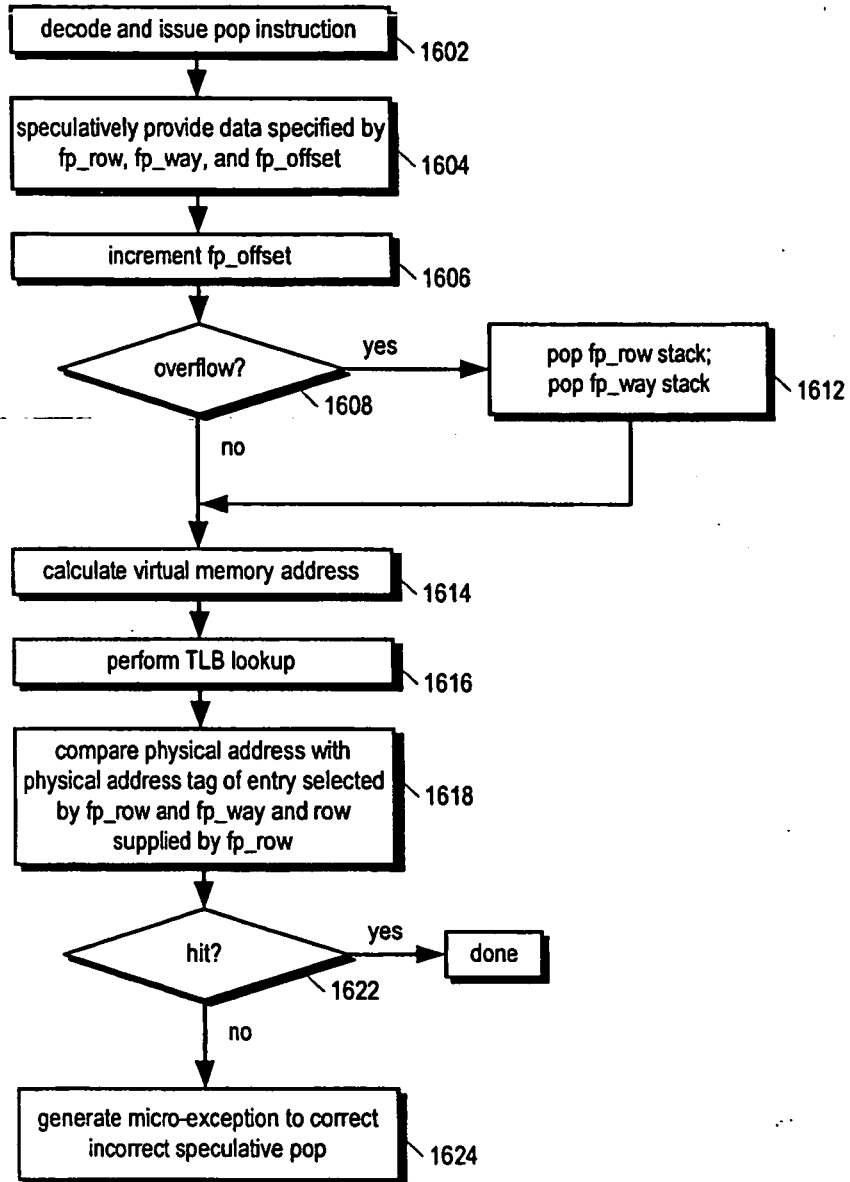 decode and issue pop instruction
1602
speculatively provide data specified by
fp_row, fp_way, and fp_offset
1604
increment fp_offset
1606
overflow?
1608
yes
pop fp_row stack;
pop fp_way stack
1612
no
calculate virtual memory address
1614
perform TLB lookup
1616
compare physical address with
physical address tag of entry selected
by fp_row and fp_way and row
supplied by fp_row
1618
hit?
1622
yes
done
no
generate micro-exception to correct
incorrect speculative pop
1624